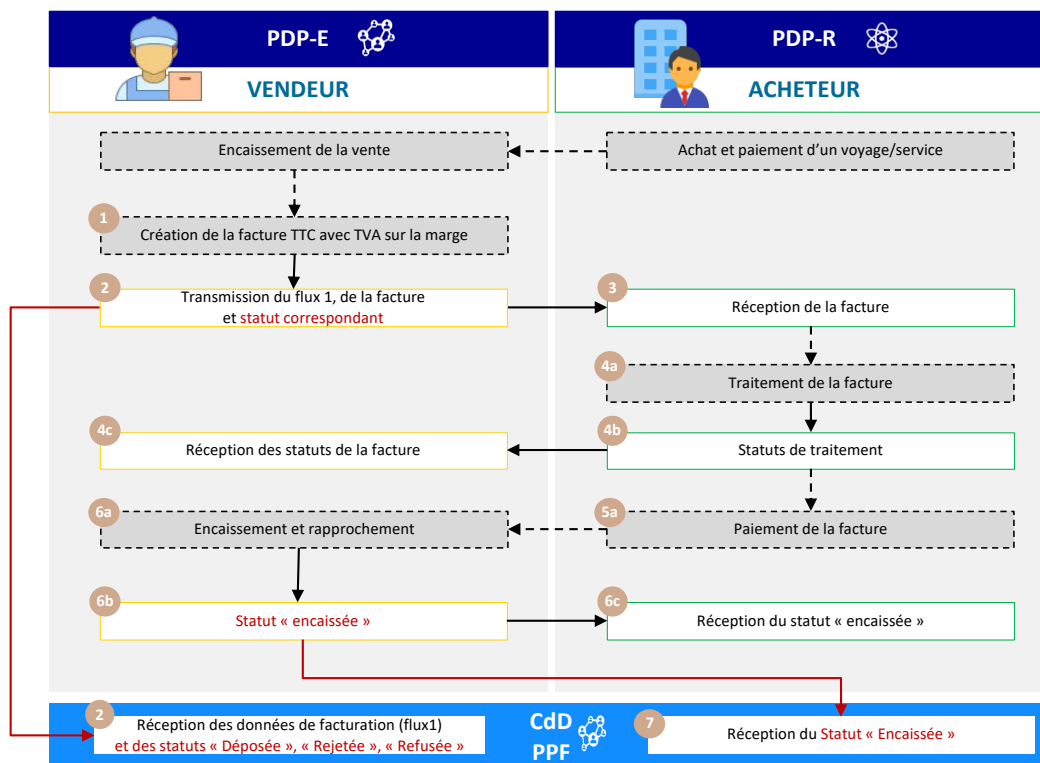 PDP-E
PDP-R
VENDEUR
ACHETEUR
Encaissement de la vente
Achat et paiement d’un voyage/service
1
Création de la facture TTC avec TVA sur la marge
2
Transmission du flux 1, de la facture
et statut correspondant
3
Réception de la facture
4a
Traitement de la facture
4c
Réception des statuts de la facture
4b
Statuts de traitement
6a
Encaissement et rapprochement
5a
Paiement de la facture
6b
Statut « encaissée »
6c
Réception du statut « encaissée »
2
Réception des données de facturation (flux1)
et des statuts « Déposée », « Rejetée », « Refusée »
CdD
PPF
7
Réception du Statut « Encaissée »